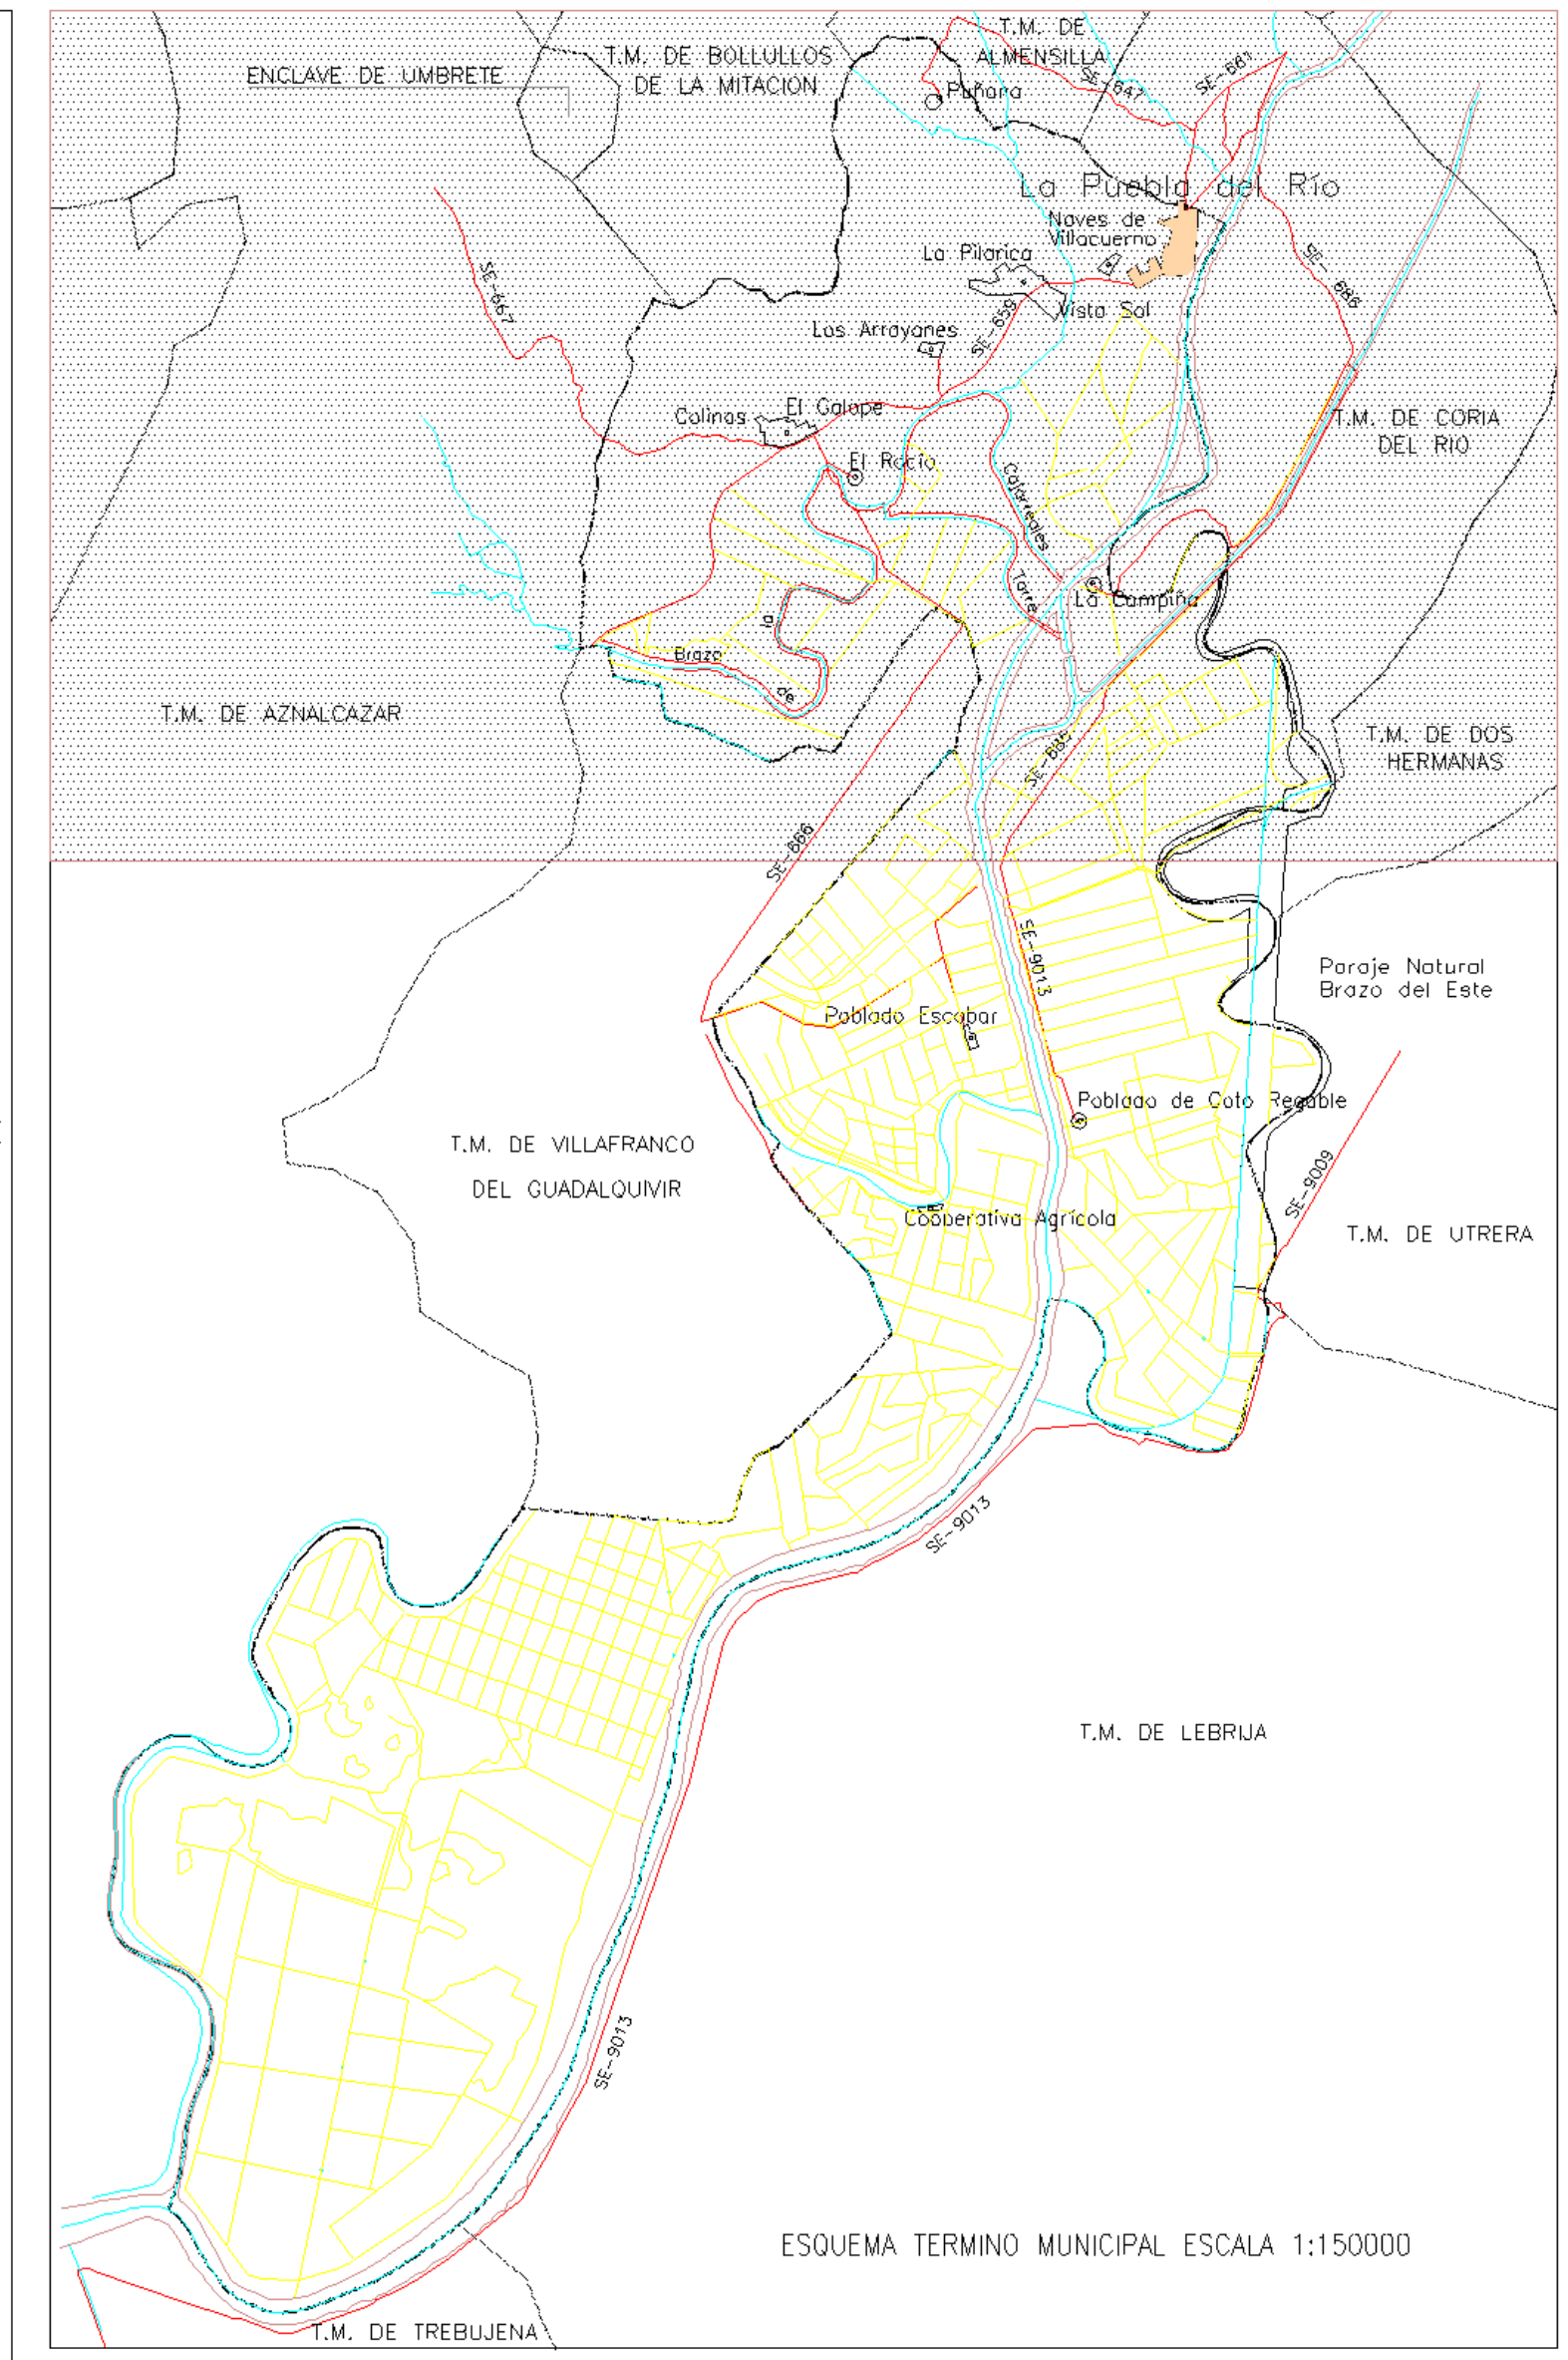 T.M. DE
ALMENSILLA
T.M. DE BOLLULLOS
DE LA MITACION
ENCLAVE DE UMBRETE
SE-661
SE-647
Puñana
La Puebla del Río
Naves de
Villacuerno
La Pilarica
SE-667
SE-686
Vista Sol
SE-659
Los Arrayanes
El Galope
Colinas
T.M. DE CORIA
DEL RIO
El Rocío
Cajarreales
Torre
La Campiña
la
Brazo
de
T.M. DE AZNALCAZAR
T.M. DE DOS
HERMANAS
SE-685
SE-666
SE-9013
Paraje Natural
Brazo del Este
Poblado Escobar
Poblado de Coto Regable
T.M. DE VILLAFRANCO
DEL GUADALQUIVIR
SE-9009
Cooperativa Agrícola
T.M. DE UTRERA
SE-9013
T.M. DE LEBRIJA
SE-9013
ESQUEMA TERMINO MUNICIPAL ESCALA 1:150000
T.M. DE TREBUJENA